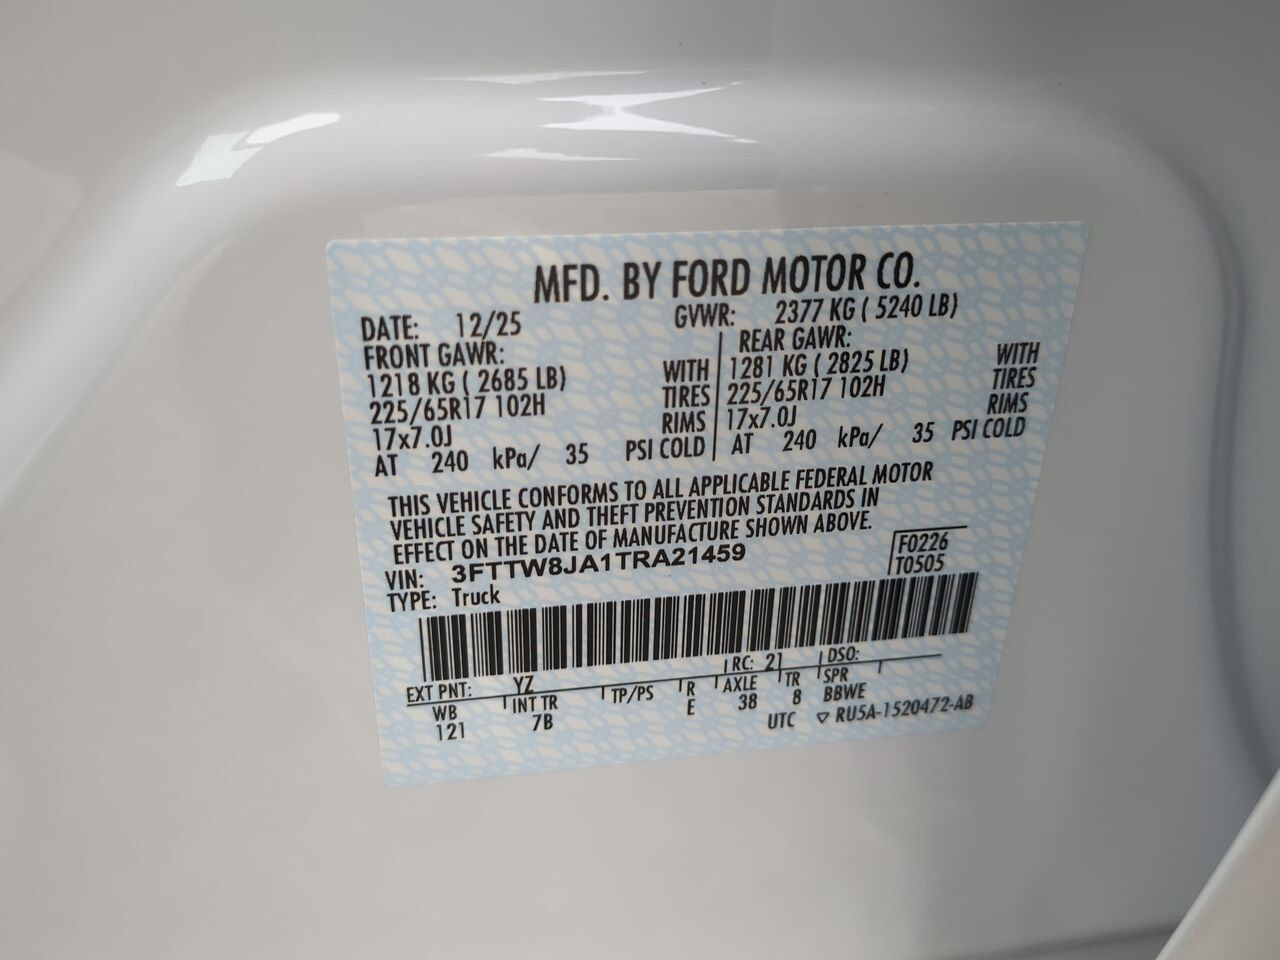 MFD. BY FORD MOTOR CO.
DATE: 12/25 GVWR: 2377 KG ( 5240 LB)
FRONT GAWR: REAR GAWR:
1218 KG ( 2685 LB) WITH 1281 KG ( 2825 LB) WITH
225/65R17 102H TIRES 225/65R17 102H TIRES
17x7.0J RIMS 17x7.0J RIMS
AT 240 kPa/ 35 PSI COLD AT 240 kPa/ 35 PSI COLD
THIS VEHICLE CONFORMS TO ALL APPLICABLE FEDERAL MOTOR
VEHICLE SAFETY AND THEFT PREVENTION STANDARDS IN
EFFECT ON THE DATE OF MANUFACTURE SHOWN ABOVE.
VIN: 3FTTW8JA1TRA21459 F0226
TYPE: Truck T0505
EXT PNT: YZ RC: 21 DSO:
WB INT TR TP/PS R AXLE TR SPR
121 7B E 38 8 BBWE
UTC ▽ RU5A-1520472-AB